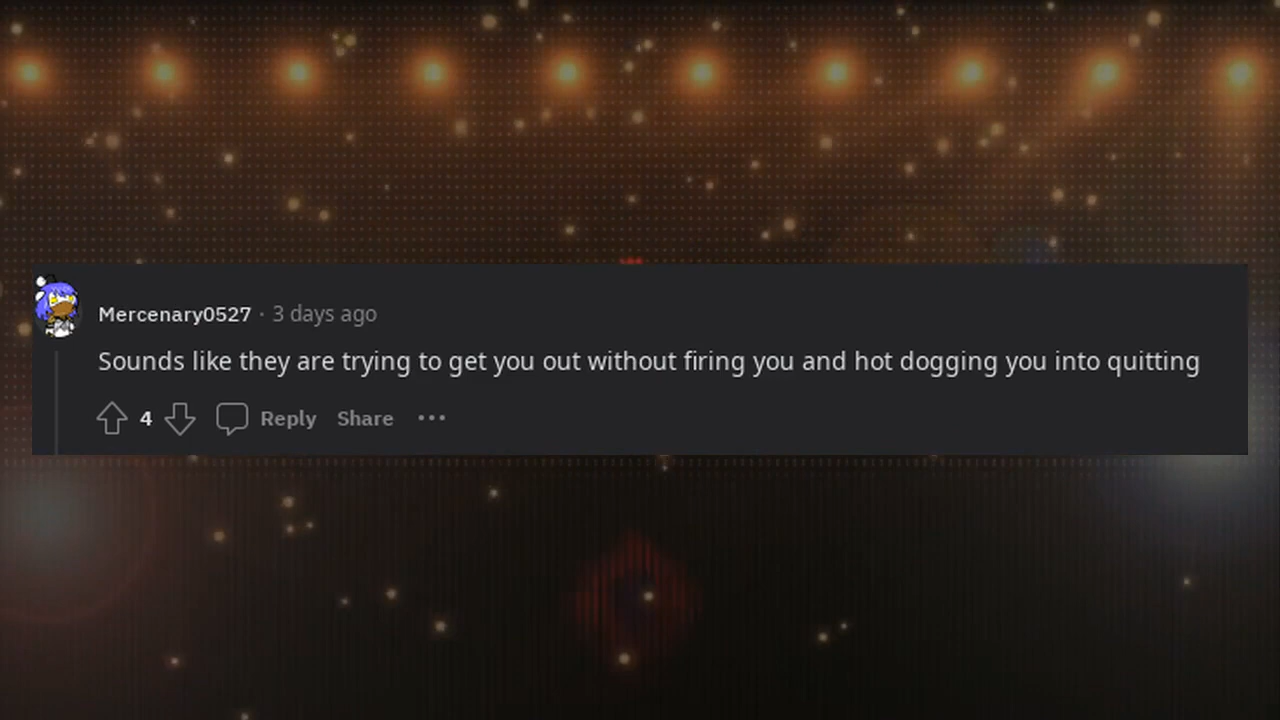 Mercenary0527 · 3 days ago
Sounds like they are trying to get you out without firing you and hot dogging you into quitting
4 Reply Share ···